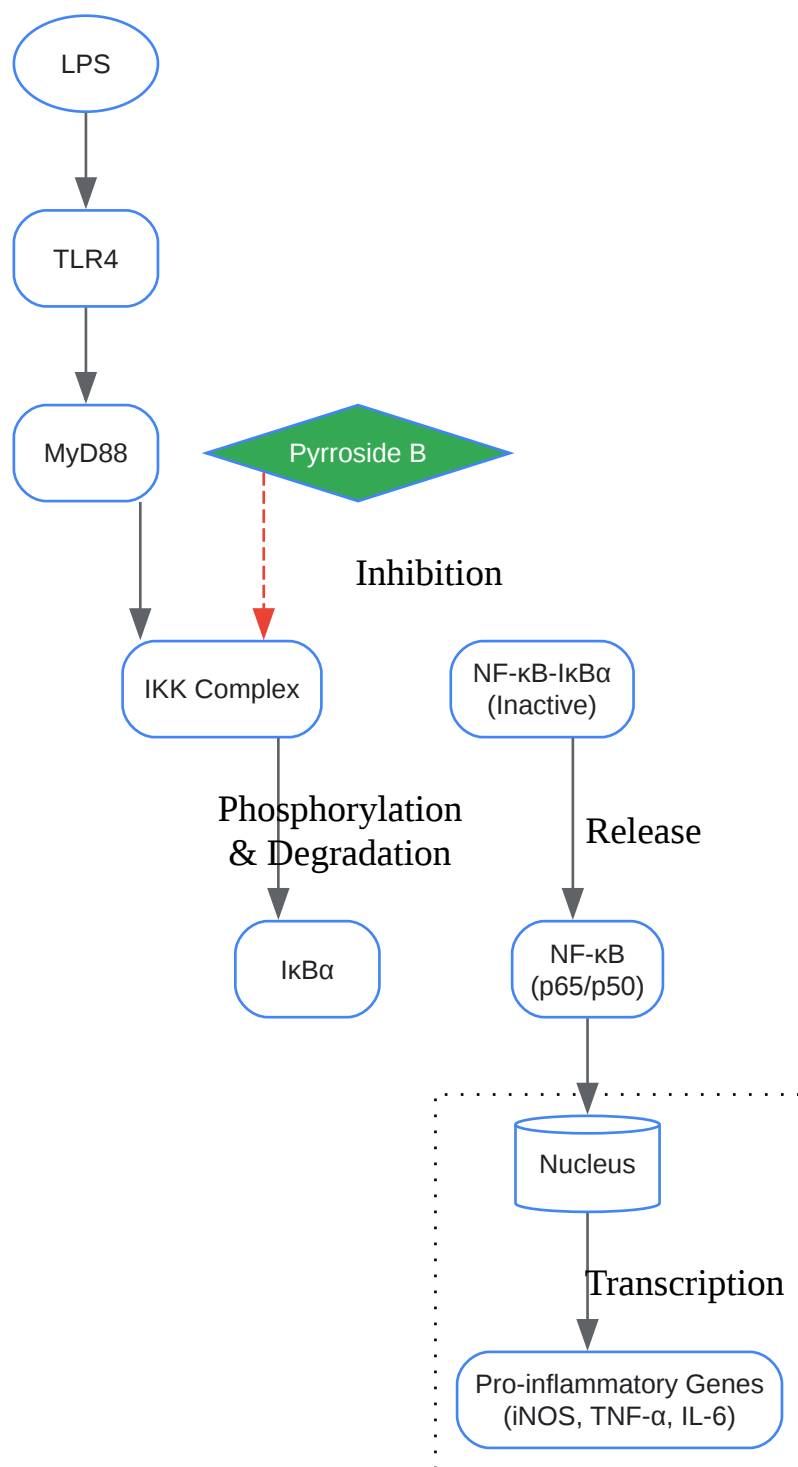 LPS
TLR4
MyD88
Pyrroside B
Inhibition
IKK Complex
NF-κB-IκBα
(Inactive)
Phosphorylation
& Degradation
Release
IκBα
NF-κB
(p65/p50)
Nucleus
Transcription
Pro-inflammatory Genes
(iNOS, TNF-α, IL-6)